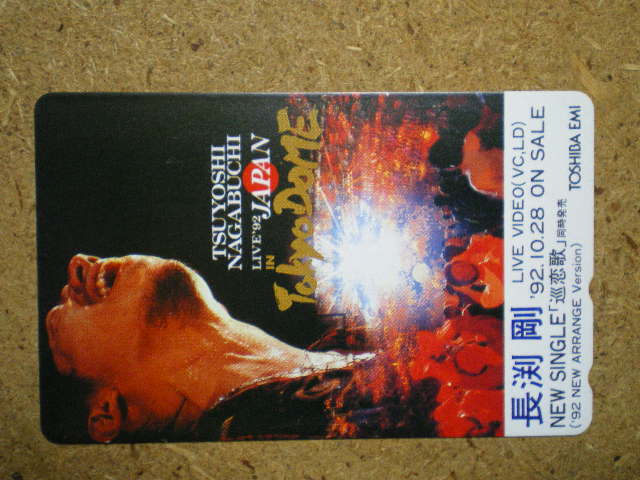 TSUYOSHI
NAGABUCHI
LIVE'92 JAPAN
IN
Tokyo DOME
長渕 剛 LIVE VIDEO(VC,LD)
'92.10.28 ON SALE
NEW SINGLE「巡恋歌」同時発売
('92 NEW ARRANGE Version) TOSHIBA EMI